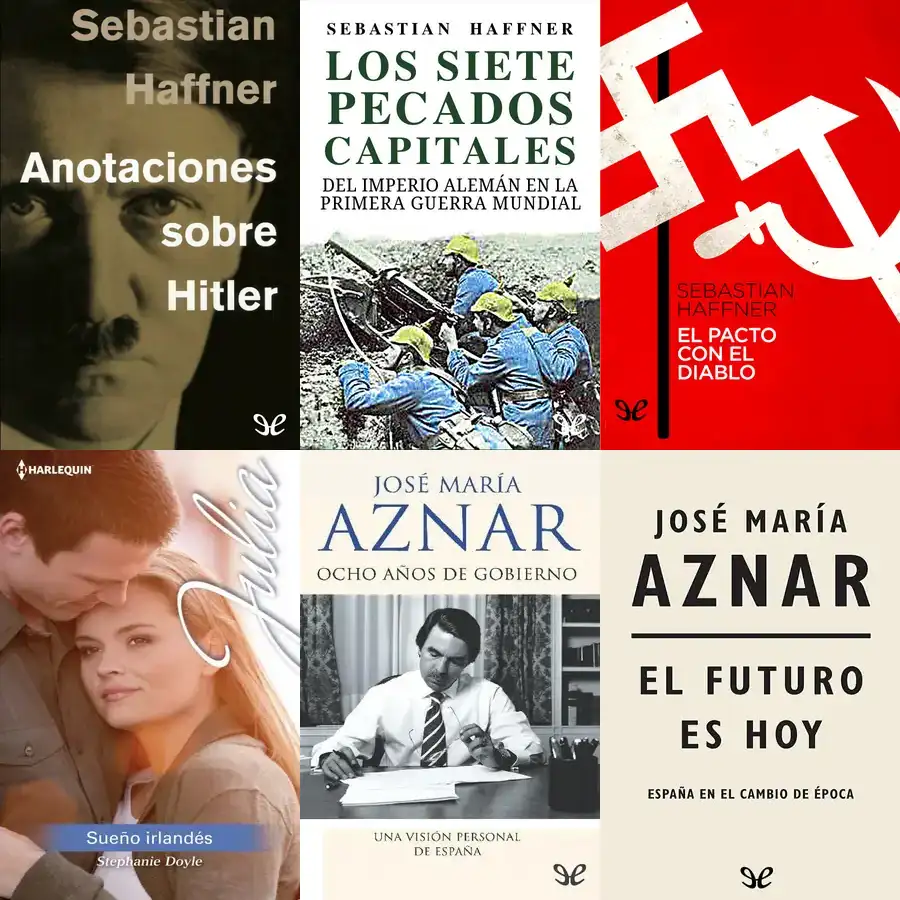 Sebastian
Haffner
Anotaciones
sobre
Hitler
SEBASTIAN HAFFNER
LOS SIETE
PECADOS
CAPITALES
DEL IMPERIO ALEMÁN EN LA
PRIMERA GUERRA MUNDIAL
SEBASTIAN
HAFFNER
EL PACTO
CON EL
DIABLO
HARLEQUIN
Julia
Sueño irlandés
Stephanie Doyle
JOSÉ MARÍA
AZNAR
OCHO AÑOS DE GOBIERNO
UNA VISIÓN PERSONAL
DE ESPAÑA
JOSÉ MARÍA
AZNAR
EL FUTURO
ES HOY
ESPAÑA EN EL CAMBIO DE ÉPOCA